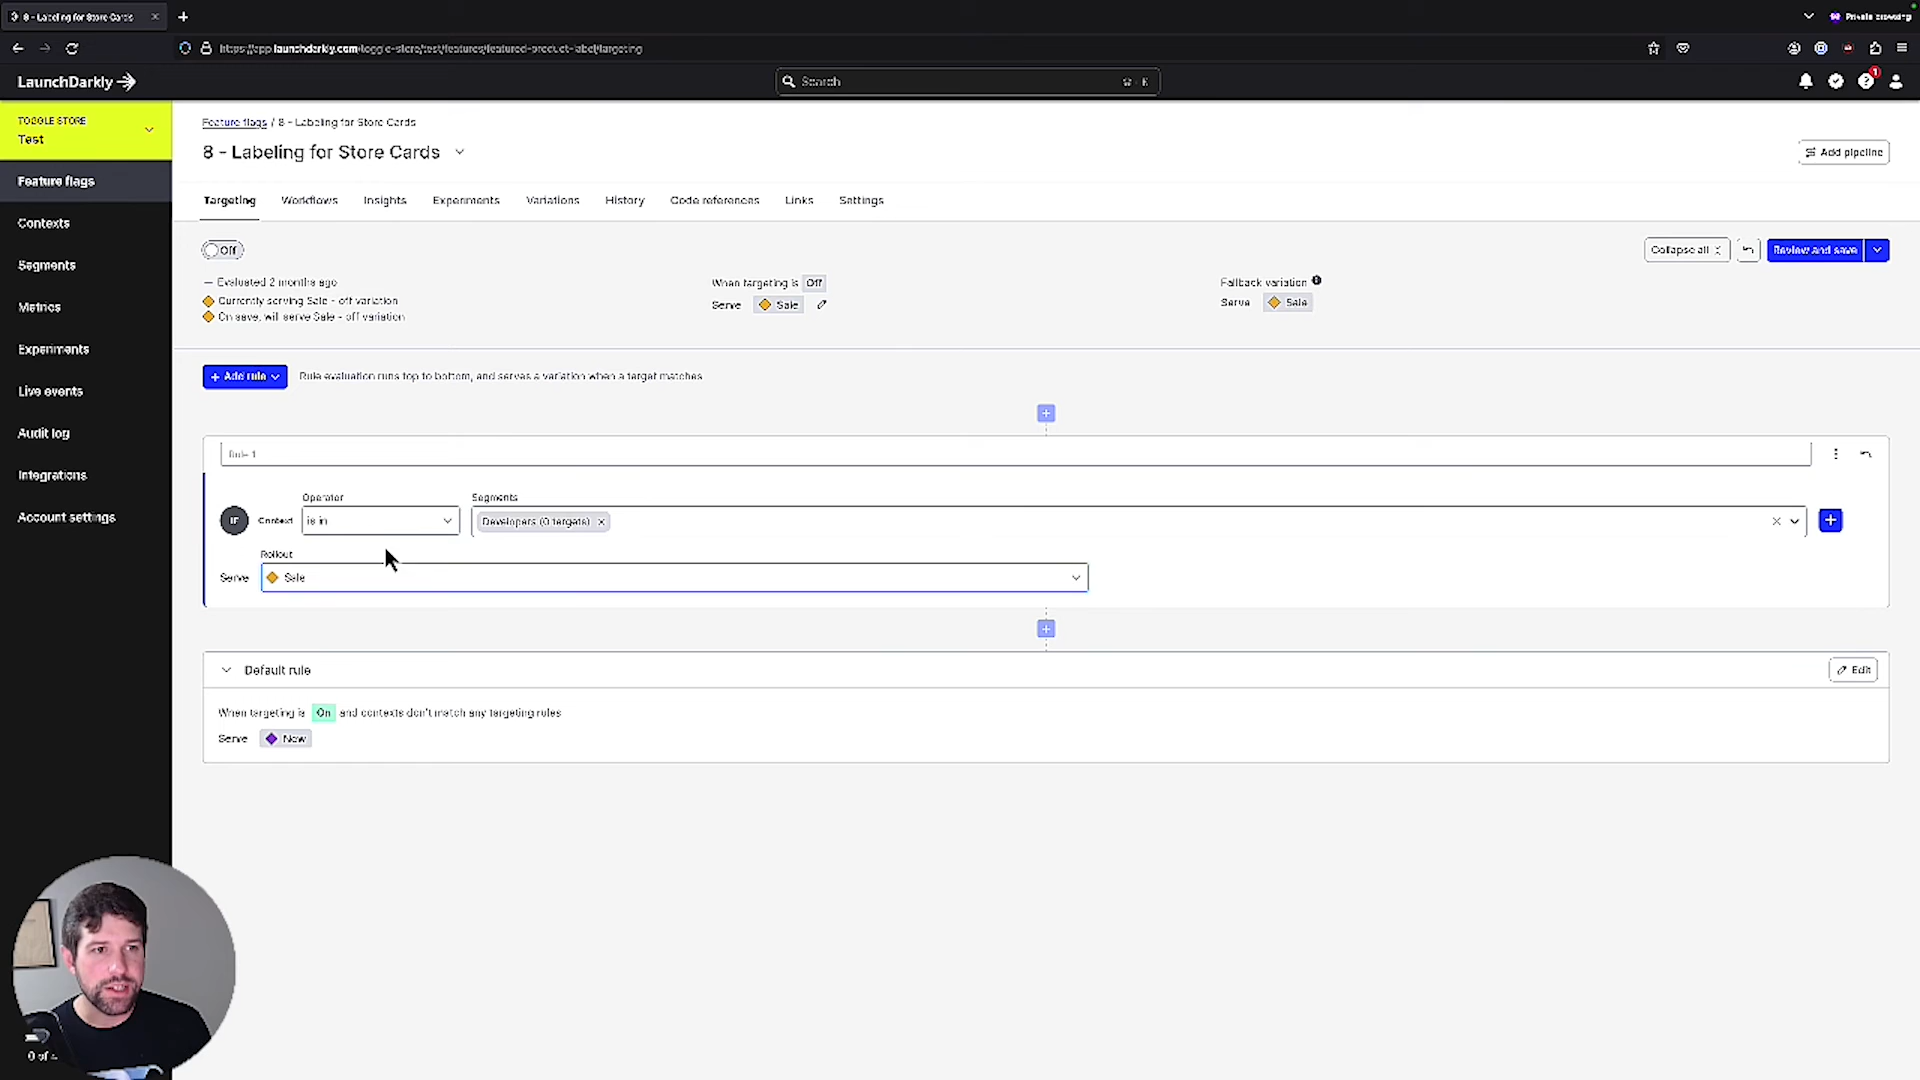 8 - Labeling for Store Cards
Private browsing
https://app.launchdarkly.com/toggle-store/test/features/featured-product-label/targeting
LaunchDarkly
Search
1
TOGGLE STORE
Test
Feature flags
Contexts
Segments
Metrics
Experiments
Live events
Audit log
Integrations
Account settings
Feature flags / 8 - Labeling for Store Cards
8 - Labeling for Store Cards
Add pipeline
Targeting Workflows Insights Experiments Variations History Code references Links Settings
Off
Collapse all
Review and save
— Evaluated 2 months ago
Currently serving Sale - off variation
On save, will serve Sale - off variation
When targeting is Off
Serve Sale
Fallback variation
Serve Sale
+ Add rule
Rule evaluation runs top to bottom, and serves a variation when a target matches
Rule 1
Operator
Segments
IF Context is in
Developers (0 targets)
Rollout
Serve Sale
Default rule
Edit
When targeting is On and contexts don't match any targeting rules
Serve New